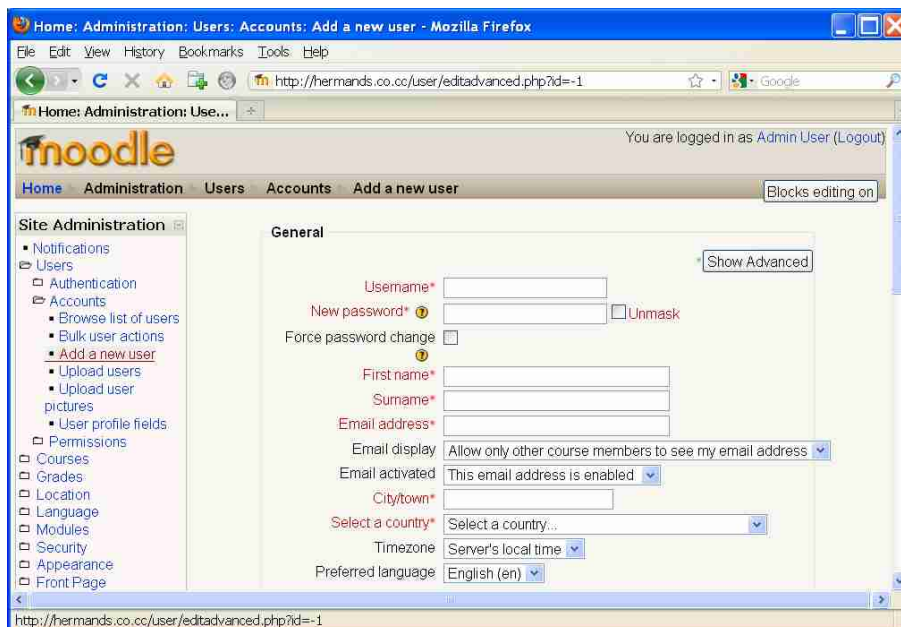 Home: Administration: Users: Accounts: Add a new user - Mozilla Firefox
File Edit View History Bookmarks Tools Help
http://hermands.co.cc/user/editadvanced.php?id=-1 Google
Home: Administration: Use...
moodle
You are logged in as Admin User (Logout)
Home Administration Users Accounts Add a new user
Blocks editing on
Site Administration
Notifications
Users
Authentication
Accounts
Browse list of users
Bulk user actions
Add a new user
Upload users
Upload user
pictures
User profile fields
Permissions
Courses
Grades
Location
Language
Modules
Security
Appearance
Front Page
General
* Show Advanced
Username*
New password* Unmask
Force password change
First name*
Surname*
Email address*
Email display Allow only other course members to see my email address
Email activated This email address is enabled
City/town*
Select a country* Select a country...
Timezone Server's local time
Preferred language English (en)
http://hermands.co.cc/user/editadvanced.php?id=-1